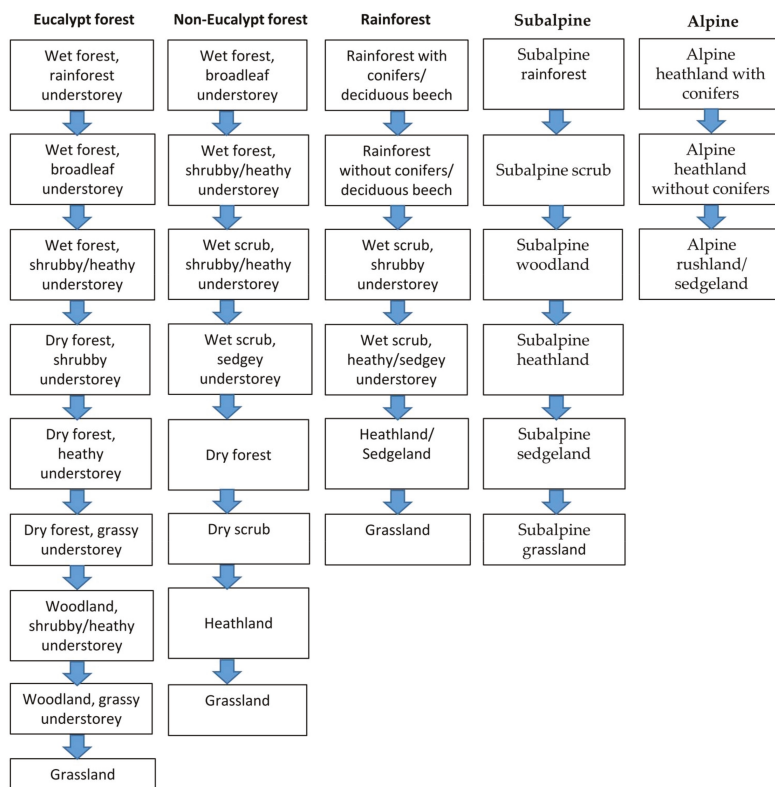 Eucalypt forest
Wet forest,
rainforest
understorey
Wet forest,
broadleaf
understorey
Wet forest,
shrubby/heathy
understorey
Dry forest,
shrubby
understorey
Dry forest,
heathy
understorey
Dry forest, grassy
understorey
Woodland,
shrubby/heathy
understorey
Woodland, grassy
understorey
Grassland
Non-Eucalypt forest
Wet forest,
broadleaf
understorey
Wet forest,
shrubby/heathy
understorey
Wet scrub,
shrubby/heathy
understorey
Wet scrub,
sedgey
understorey
Dry forest
Dry scrub
Heathland
Grassland
Rainforest
Rainforest with
conifers/
deciduous beech
Rainforest
without conifers/
deciduous beech
Wet scrub,
shrubby
understorey
Wet scrub,
heathy/sedgey
understorey
Heathland/
Sedgeland
Grassland
Subalpine
Subalpine
rainforest
Subalpine scrub
Subalpine
woodland
Subalpine
heathland
Subalpine
sedgeland
Subalpine
grassland
Alpine
Alpine
heathland with
conifers
Alpine
heathland
without conifers
Alpine
rushland/
sedgeland